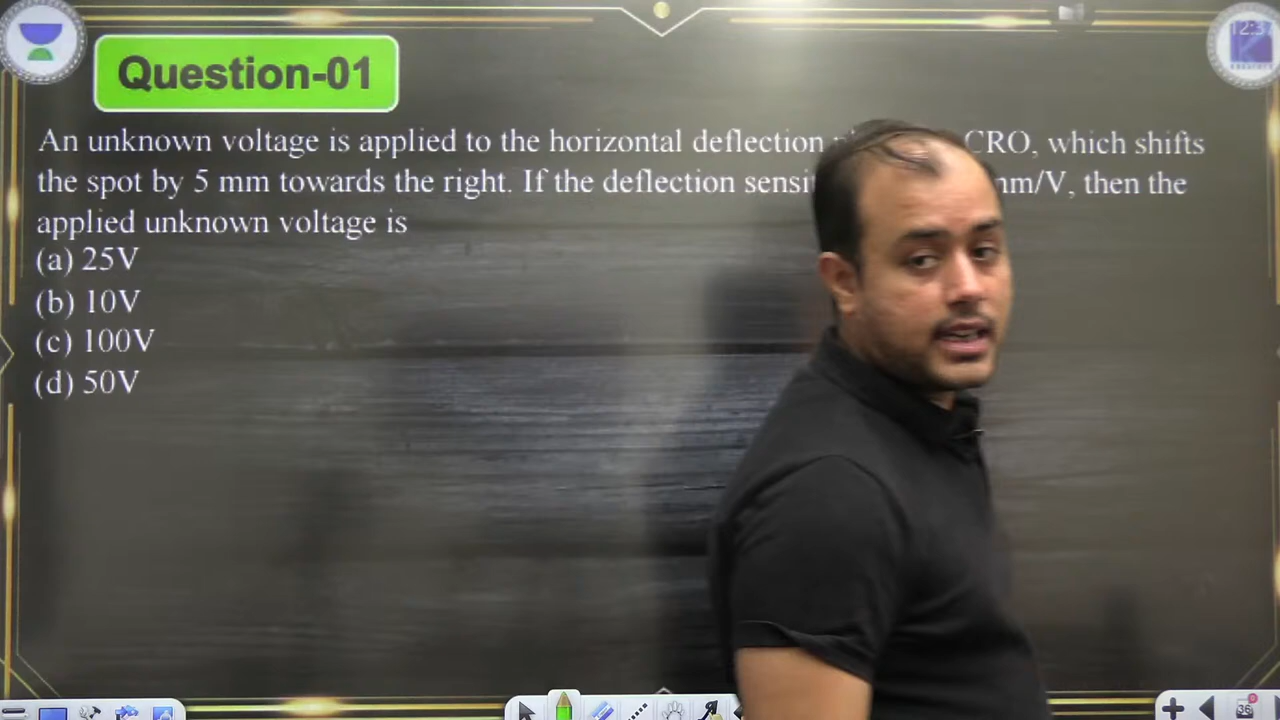 Question-01
An unknown voltage is applied to the horizontal deflection CRO, which shifts
the spot by 5 mm towards the right. If the deflection mm/V, then the
applied unknown voltage is
(a) 25V
(b) 10V
(c) 100V
(d) 50V